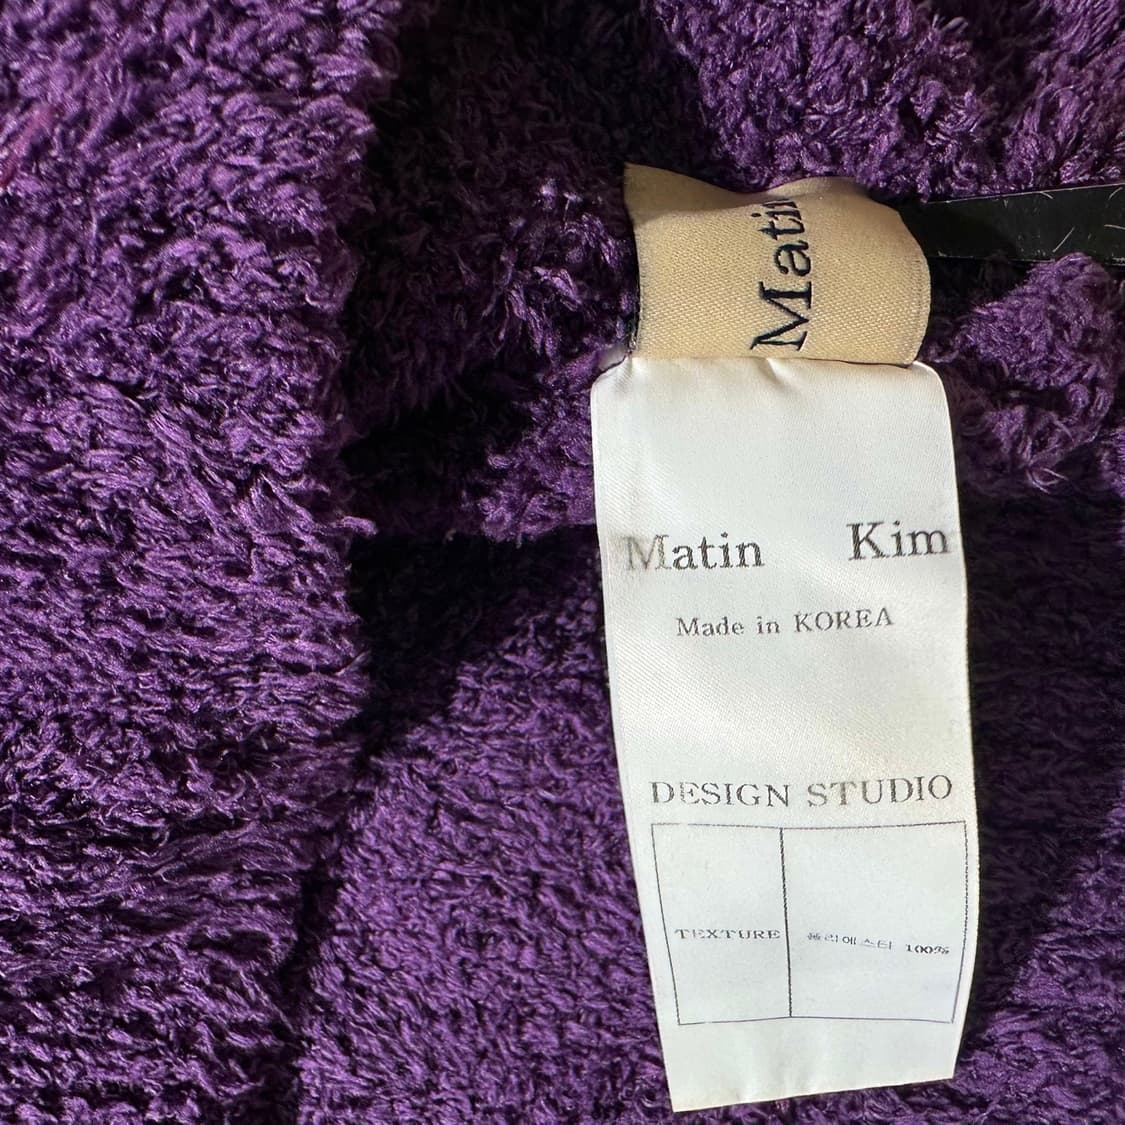 Matin
Matin Kim
Made in KOREA
DESIGN STUDIO
TEXTURE 폴리에스터 100%